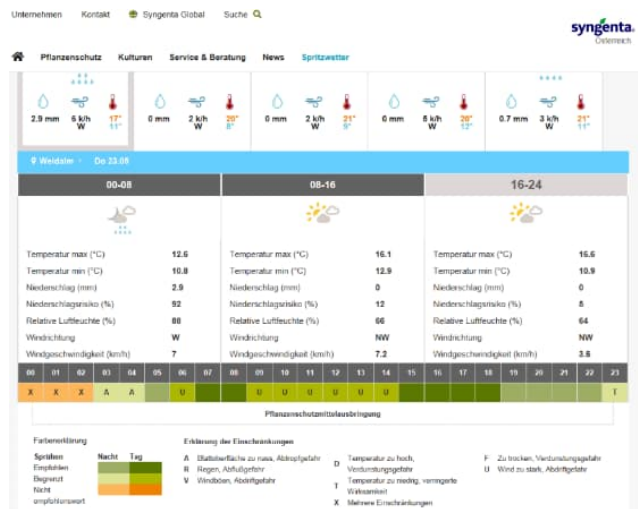 Unternehmen Kontakt Syngenta Global Suche
syngenta
Österreich
Pflanzenschutz Kulturen Service & Beratung News Spritzwetter
2.9 mm 6 k/h W 17° 11°
0 mm 2 k/h W 20° 8°
0 mm 2 k/h W 21° 9°
0 mm 5 k/h W 26° 12°
0.7 mm 3 k/h W 21° 11°
Do 23.05
00-08 08-16 16-24
Temperatur max (°C) 12.6 Temperatur max (°C) 16.1 Temperatur max (°C) 16.6
Temperatur min (°C) 10.8 Temperatur min (°C) 12.9 Temperatur min (°C) 10.9
Niederschlag (mm) 2.9 Niederschlag (mm) 0 Niederschlag (mm) 0
Niederschlagsrisiko (%) 92 Niederschlagsrisiko (%) 12 Niederschlagsrisiko (%) 5
Relative Luftfeuchte (%) 88 Relative Luftfeuchte (%) 66 Relative Luftfeuchte (%) 64
Windrichtung W Windrichtung NW Windrichtung NW
Windgeschwindigkeit (km/h) 7 Windgeschwindigkeit (km/h) 7.2 Windgeschwindigkeit (km/h) 3.6
00 01 02 03 04 05 06 07 08 09 10 11 12 13 14 15 16 17 18 19 20 21 22 23
X X X A A U U U U U U U U T
Pflanzenschutzmittelausbringung
Farbenerklärung Erklärung der Einschränkungen
Sprühen Nacht Tag
Empfohlen
Begrenzt
Nicht
empfohlenswert
A Blattoberfläche zu nass, Abtropfgefahr
R Regen, Abflußgefahr
V Windböen, Abdriftgefahr
D Temperatur zu hoch,
Verdunstungsgefahr
T Temperatur zu niedrig, verringerte
Wirksamkeit
X Mehrere Einschränkungen
F Zu trocken, Verdunstungsgefahr
U Wind zu stark, Abdriftgefahr